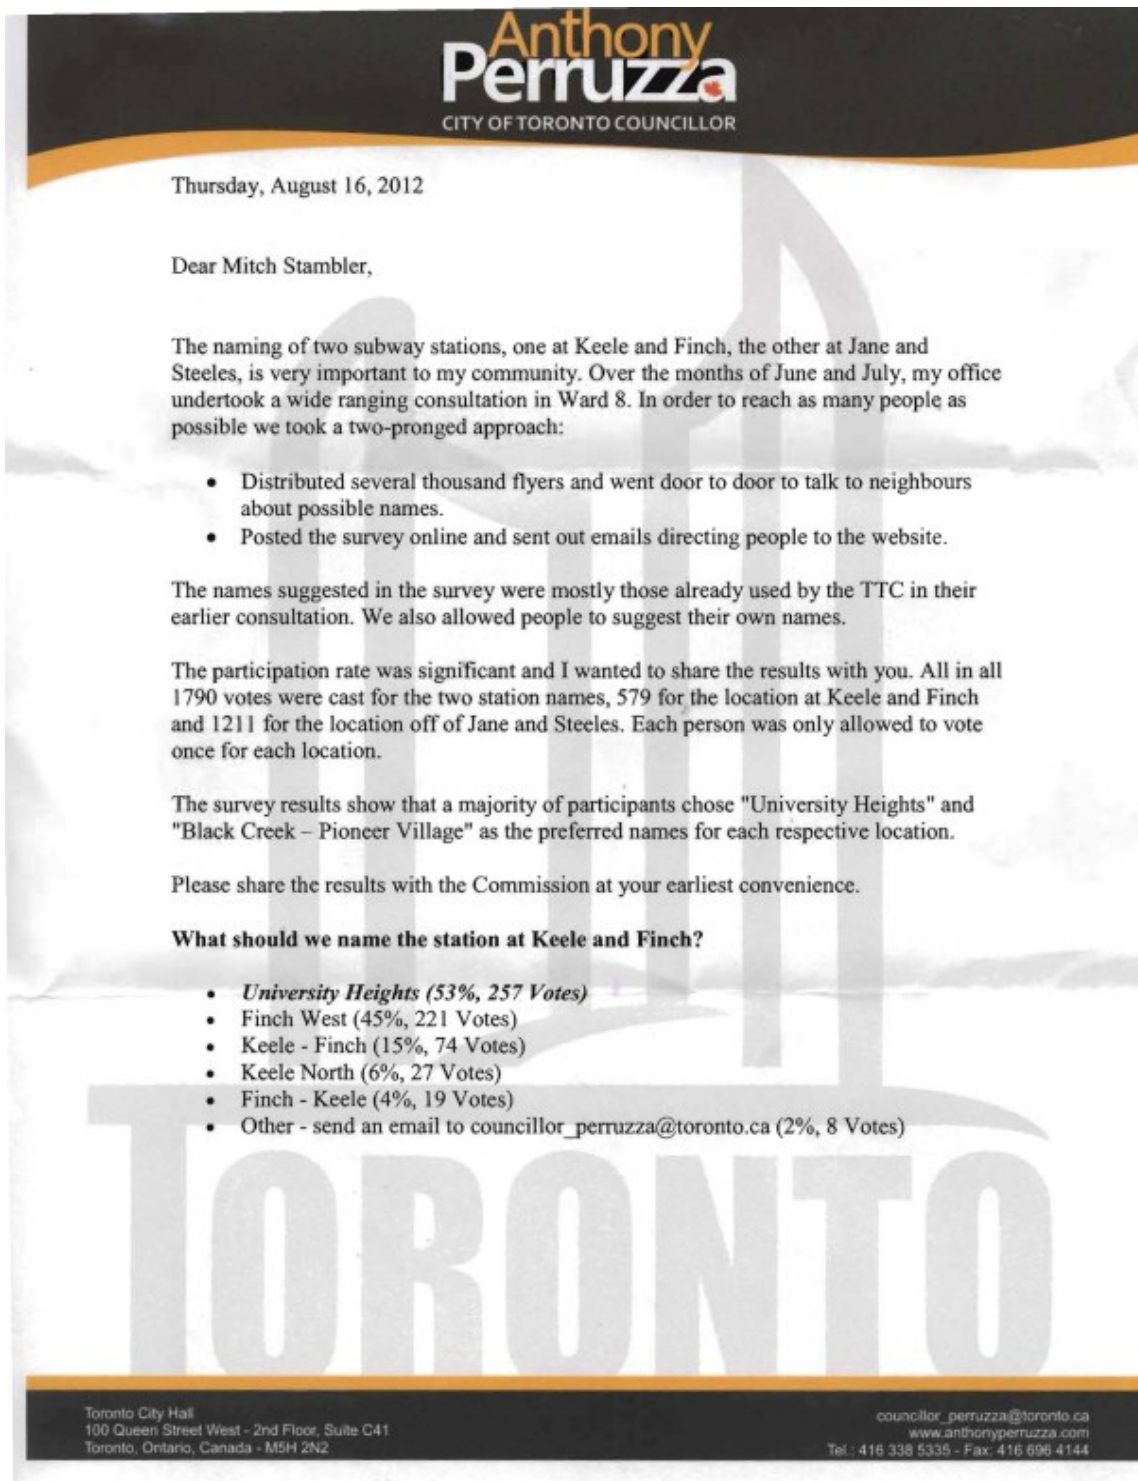 Anthony
Perruzza
CITY OF TORONTO COUNCILLOR
Thursday, August 16, 2012
Dear Mitch Stambler,
The naming of two subway stations, one at Keele and Finch, the other at Jane and
Steeles, is very important to my community. Over the months of June and July, my office
undertook a wide ranging consultation in Ward 8. In order to reach as many people as
possible we took a two-pronged approach:
• Distributed several thousand flyers and went door to door to talk to neighbours
about possible names.
• Posted the survey online and sent out emails directing people to the website.
The names suggested in the survey were mostly those already used by the TTC in their
earlier consultation. We also allowed people to suggest their own names.
The participation rate was significant and I wanted to share the results with you. All in all
1790 votes were cast for the two station names, 579 for the location at Keele and Finch
and 1211 for the location off of Jane and Steeles. Each person was only allowed to vote
once for each location.
The survey results show that a majority of participants chose "University Heights" and
"Black Creek – Pioneer Village" as the preferred names for each respective location.
Please share the results with the Commission at your earliest convenience.
What should we name the station at Keele and Finch?
• University Heights (53%, 257 Votes)
• Finch West (45%, 221 Votes)
• Keele - Finch (15%, 74 Votes)
• Keele North (6%, 27 Votes)
• Finch - Keele (4%, 19 Votes)
• Other - send an email to councillor_perruzza@toronto.ca (2%, 8 Votes)
TORONTO
Toronto City Hall
100 Queen Street West - 2nd Floor, Suite C41
Toronto, Ontario, Canada - M5H 2N2
councillor_perruzza@toronto.ca
www.anthonyperruzza.com
Tel.: 416 338 5335 - Fax: 416 696 4144